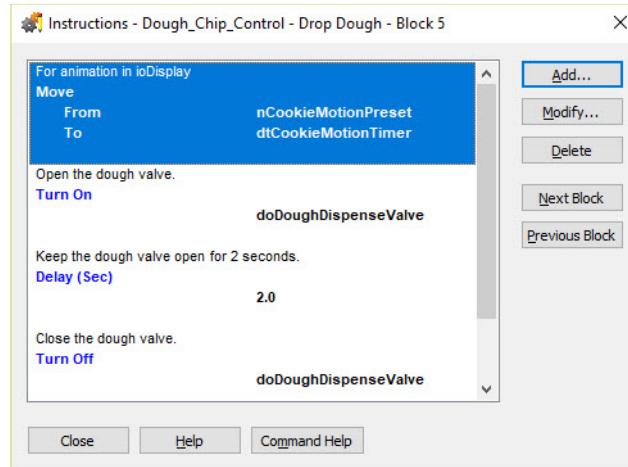 Instructions - Dough_Chip_Control - Drop Dough - Block 5
For animation in ioDisplay
Move
From nCookieMotionPreset
To dtCookieMotionTimer
Open the dough valve.
Turn On
doDoughDispenseValve
Keep the dough valve open for 2 seconds.
Delay (Sec)
2.0
Close the dough valve.
Turn Off
doDoughDispenseValve
Add...
Modify...
Delete
Next Block
Previous Block
Close Help Command Help